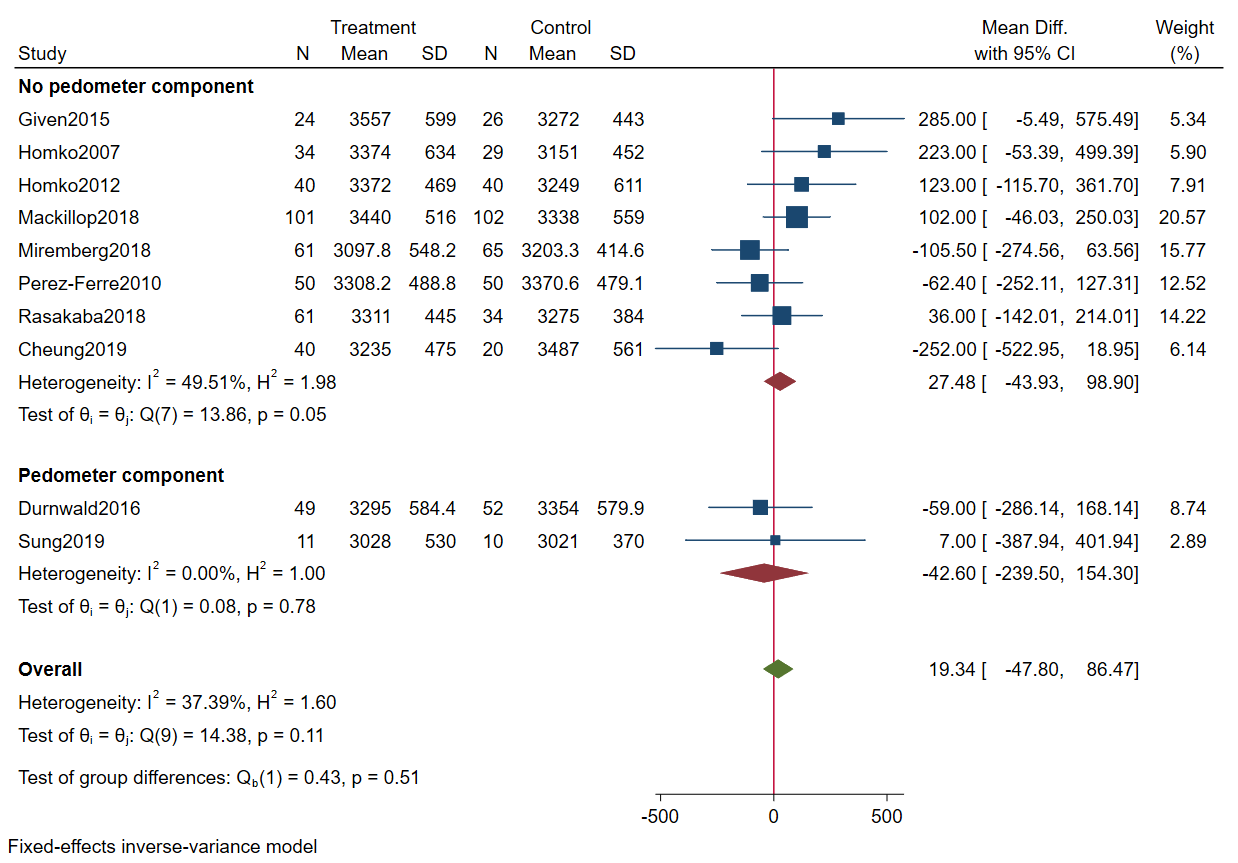 Treatment Control Mean Diff. Weight
Study N Mean SD N Mean SD with 95% CI (%)
No pedometer component
Given2015 24 3557 599 26 3272 443 285.00 [ -5.49, 575.49] 5.34
Homko2007 34 3374 634 29 3151 452 223.00 [ -53.39, 499.39] 5.90
Homko2012 40 3372 469 40 3249 611 123.00 [ -115.70, 361.70] 7.91
Mackillop2018 101 3440 516 102 3338 559 102.00 [ -46.03, 250.03] 20.57
Miremberg2018 61 3097.8 548.2 65 3203.3 414.6 -105.50 [ -274.56, 63.56] 15.77
Perez-Ferre2010 50 3308.2 488.8 50 3370.6 479.1 -62.40 [ -252.11, 127.31] 12.52
Rasakaba2018 61 3311 445 34 3275 384 36.00 [ -142.01, 214.01] 14.22
Cheung2019 40 3235 475 20 3487 561 -252.00 [ -522.95, 18.95] 6.14
Heterogeneity: I² = 49.51%, H² = 1.98 27.48 [ -43.93, 98.90]
Test of θᵢ = θⱼ: Q(7) = 13.86, p = 0.05
Pedometer component
Durnwald2016 49 3295 584.4 52 3354 579.9 -59.00 [ -286.14, 168.14] 8.74
Sung2019 11 3028 530 10 3021 370 7.00 [ -387.94, 401.94] 2.89
Heterogeneity: I² = 0.00%, H² = 1.00 -42.60 [ -239.50, 154.30]
Test of θᵢ = θⱼ: Q(1) = 0.08, p = 0.78
Overall 19.34 [ -47.80, 86.47]
Heterogeneity: I² = 37.39%, H² = 1.60
Test of θᵢ = θⱼ: Q(9) = 14.38, p = 0.11
Test of group differences: Q_b(1) = 0.43, p = 0.51
-500 0 500
Fixed-effects inverse-variance model